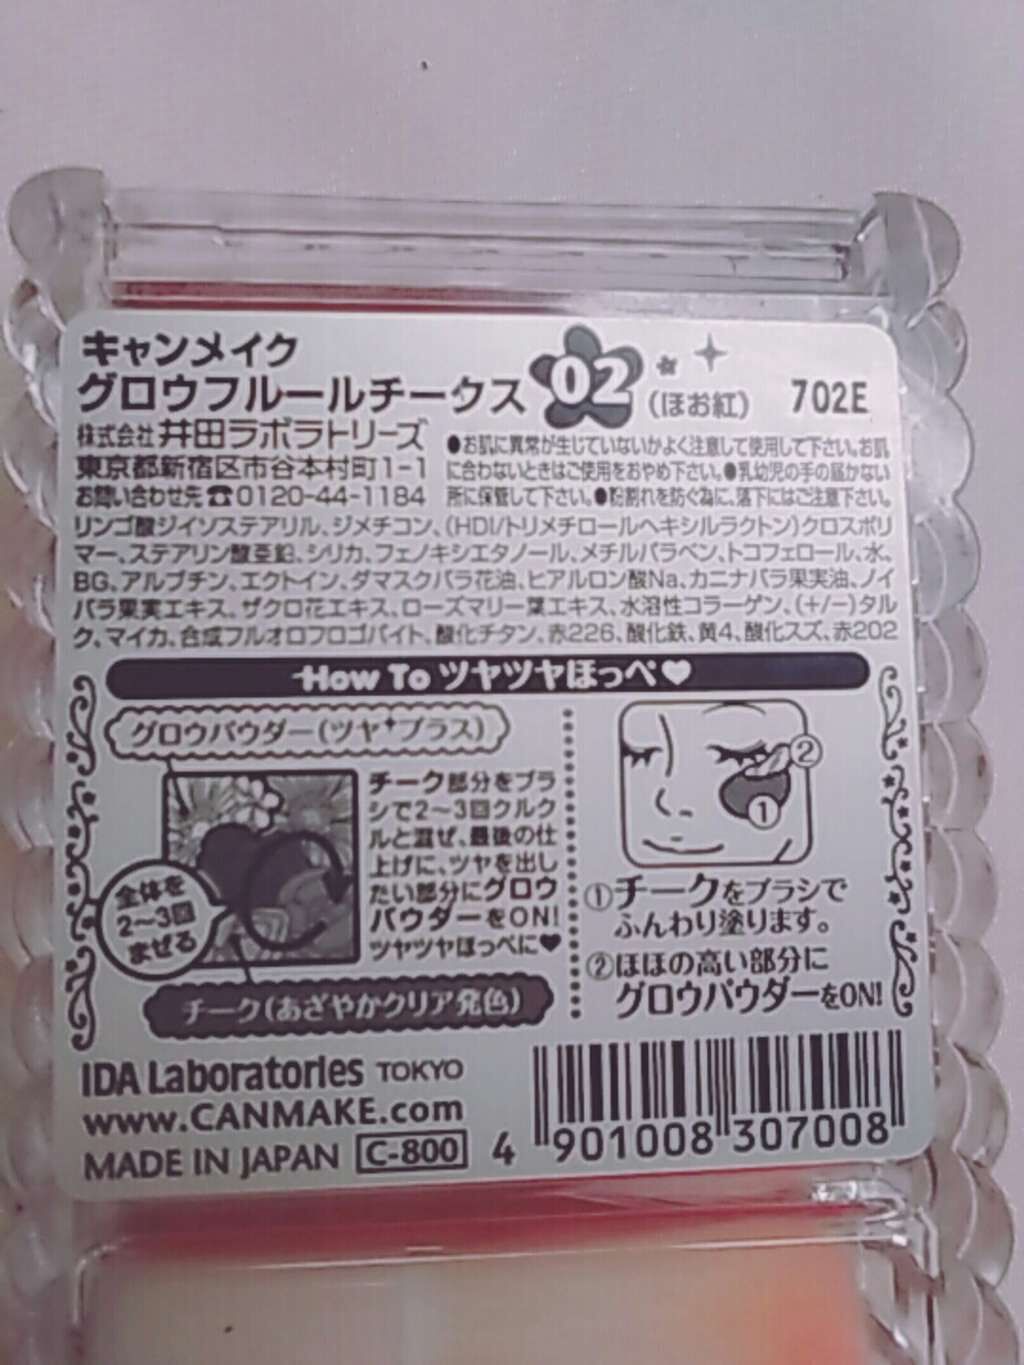 キャンメイク
グロウフルールチークス 02 (ほお紅) 702E
株式会社 井田ラボラトリーズ
東京都新宿区市谷本村町1-1
お問い合わせ先☎0120-44-1184
●お肌に異常が生じていないかよく注意して使用して下さい。お肌
に合わないときはご使用をおやめ下さい。●乳幼児の手の届かない
所に保管して下さい。●粉割れを防ぐ為に、落下にはご注意下さい。
リンゴ酸ジイソステアリル、ジメチコン、(HDI/トリメチロールヘキシルラクトン)クロスポリ
マー、ステアリン酸亜鉛、シリカ、フェノキシエタノール、メチルパラベン、トコフェロール、水、
BG、アルブチン、エクトイン、ダマスクバラ花油、ヒアルロン酸Na、カニナバラ果実油、ノイ
バラ果実エキス、ザクロ花エキス、ローズマリー葉エキス、水溶性コラーゲン、(+/-)タル
ク、マイカ、合成フルオロフロゴパイト、酸化チタン、赤226、酸化鉄、黄4、酸化スズ、赤202
How To ツヤツヤほっぺ♥
グロウパウダー(ツヤ+プラス)
全体を
2~3回
まぜる
チーク部分をブラ
シで2~3回クルク
ルと混ぜ、最後の仕
上げに、ツヤを出し
たい部分にグロウ
パウダーをON!
ツヤツヤほっぺに♥
チーク(あざやかクリア発色)
②
①
①チークをブラシで
ふんわり塗ります。
②ほほの高い部分に
グロウパウダーをON!
IDA Laboratories TOKYO
www.CANMAKE.com
MADE IN JAPAN C-800
4 901008 307008